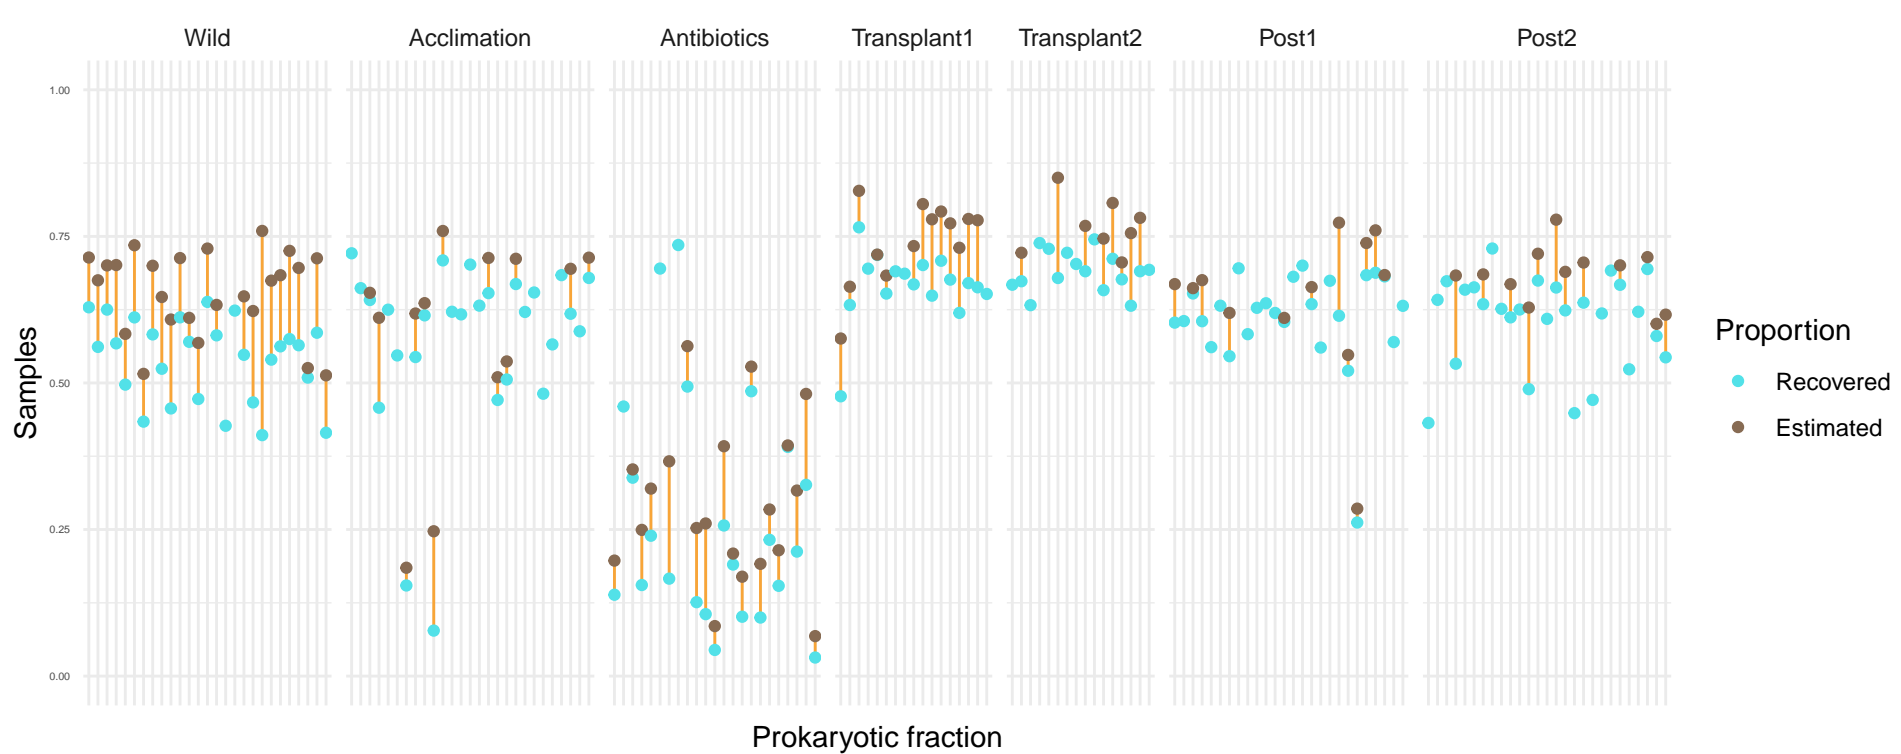 Wild Acclimation Antibiotics Transplant1 Transplant2 Post1 Post2
1.00
0.75
0.50
0.25
0.00
Samples
Prokaryotic fraction
Proportion
Recovered
Estimated